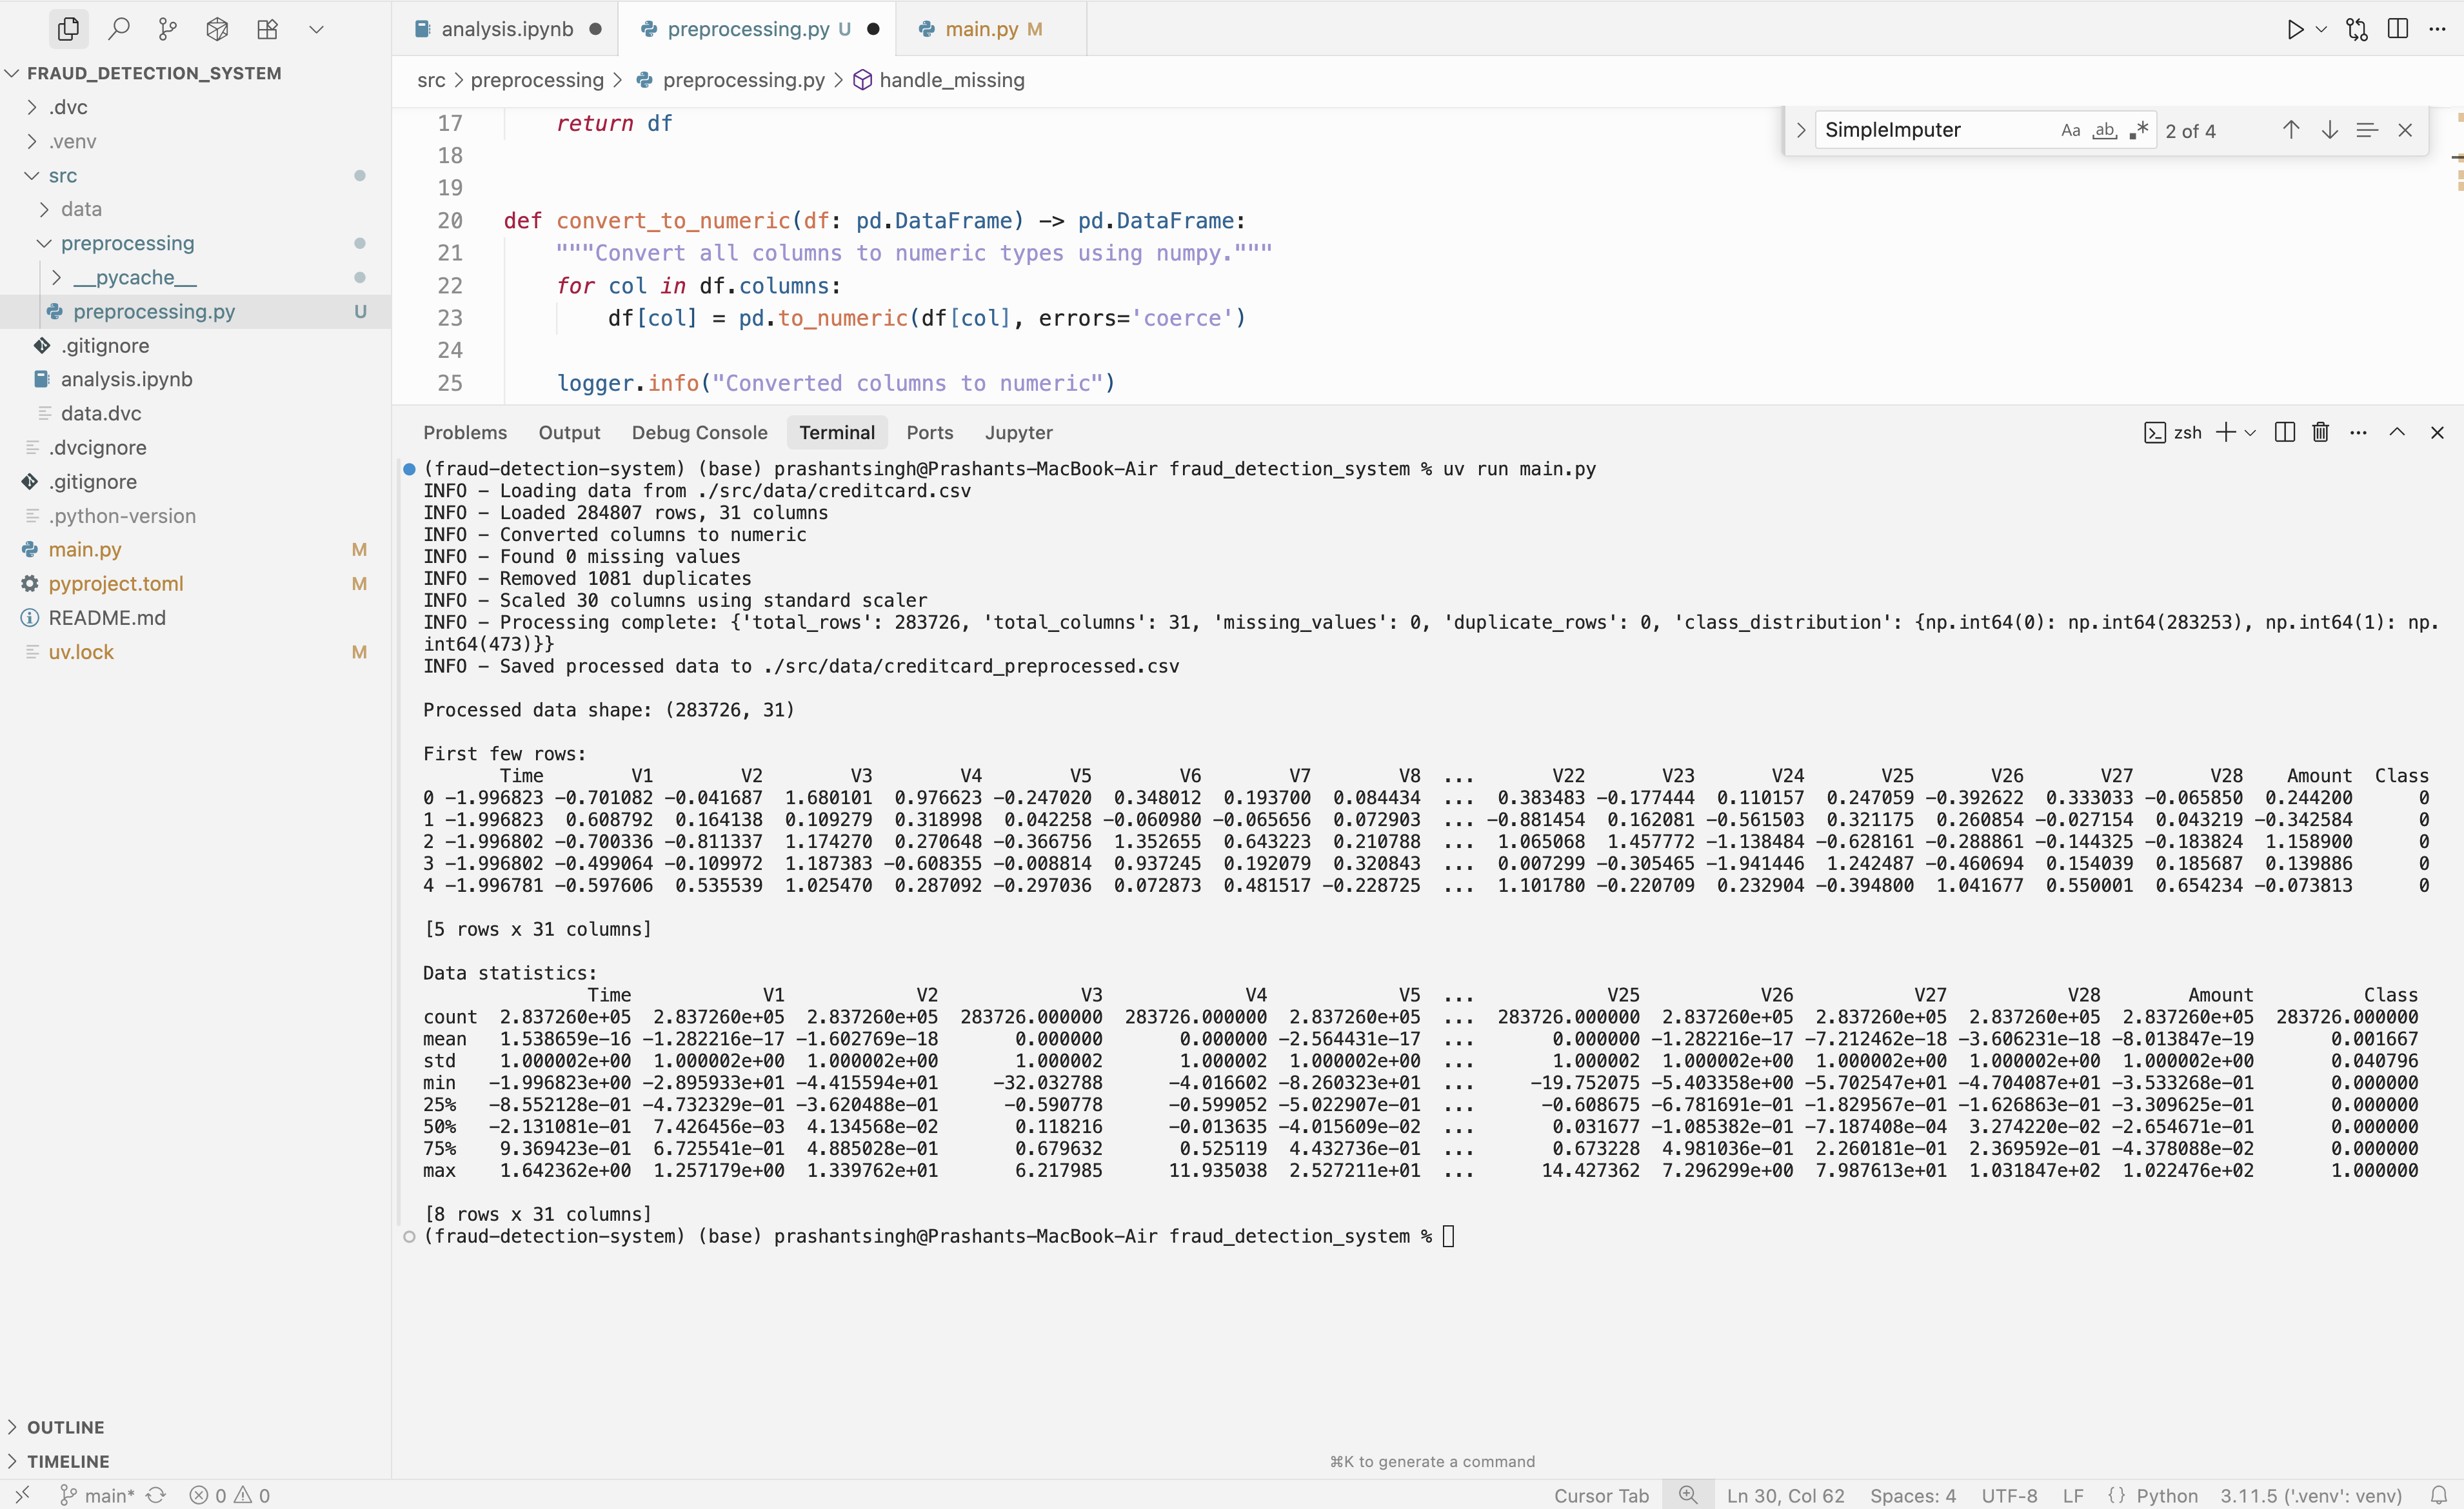 analysis.ipynb
preprocessing.py U
main.py M
FRAUD_DETECTION_SYSTEM
src > preprocessing > preprocessing.py > handle_missing
.dvc
.venv
src
data
preprocessing
__pycache__
preprocessing.py U
.gitignore
analysis.ipynb
data.dvc
.dvcignore
.gitignore
.python-version
main.py M
pyproject.toml M
README.md
uv.lock M
OUTLINE
TIMELINE
SimpleImputer Aa ab .* 2 of 4
17 return df
18
19
20 def convert_to_numeric(df: pd.DataFrame) -> pd.DataFrame:
21 """Convert all columns to numeric types using numpy."""
22 for col in df.columns:
23 df[col] = pd.to_numeric(df[col], errors='coerce')
24
25 logger.info("Converted columns to numeric")
Problems Output Debug Console Terminal Ports Jupyter
zsh
(fraud-detection-system) (base) prashantsingh@Prashants-MacBook-Air fraud_detection_system % uv run main.py
INFO - Loading data from ./src/data/creditcard.csv
INFO - Loaded 284807 rows, 31 columns
INFO - Converted columns to numeric
INFO - Found 0 missing values
INFO - Removed 1081 duplicates
INFO - Scaled 30 columns using standard scaler
INFO - Processing complete: {'total_rows': 283726, 'total_columns': 31, 'missing_values': 0, 'duplicate_rows': 0, 'class_distribution': {np.int64(0): np.int64(283253), np.int64(1): np.
int64(473)}}
INFO - Saved processed data to ./src/data/creditcard_preprocessed.csv
Processed data shape: (283726, 31)
First few rows:
Time V1 V2 V3 V4 V5 V6 V7 V8 ... V22 V23 V24 V25 V26 V27 V28 Amount Class
0 -1.996823 -0.701082 -0.041687 1.680101 0.976623 -0.247020 0.348012 0.193700 0.084434 ... 0.383483 -0.177444 0.110157 0.247059 -0.392622 0.333033 -0.065850 0.244200 0
1 -1.996823 0.608792 0.164138 0.109279 0.318998 0.042258 -0.060980 -0.065656 0.072903 ... -0.881454 0.162081 -0.561503 0.321175 0.260854 -0.027154 0.043219 -0.342584 0
2 -1.996802 -0.700336 -0.811337 1.174270 0.270648 -0.366756 1.352655 0.643223 0.210788 ... 1.065068 1.457772 -1.138484 -0.628161 -0.288861 -0.144325 -0.183824 1.158900 0
3 -1.996802 -0.499064 -0.109972 1.187383 -0.608355 -0.008814 0.937245 0.192079 0.320843 ... 0.007299 -0.305465 -1.941446 1.242487 -0.460694 0.154039 0.185687 0.139886 0
4 -1.996781 -0.597606 0.535539 1.025470 0.287092 -0.297036 0.072873 0.481517 -0.228725 ... 1.101780 -0.220709 0.232904 -0.394800 1.041677 0.550001 0.654234 -0.073813 0
[5 rows x 31 columns]
Data statistics:
Time V1 V2 V3 V4 V5 ... V25 V26 V27 V28 Amount Class
count 2.837260e+05 2.837260e+05 2.837260e+05 283726.000000 283726.000000 2.837260e+05 ... 283726.000000 2.837260e+05 2.837260e+05 2.837260e+05 2.837260e+05 283726.000000
mean 1.538659e-16 -1.282216e-17 -1.602769e-18 0.000000 0.000000 -2.564431e-17 ... 0.000000 -1.282216e-17 -7.212462e-18 -3.606231e-18 -8.013847e-19 0.001667
std 1.000002e+00 1.000002e+00 1.000002e+00 1.000002 1.000002 1.000002e+00 ... 1.000002 1.000002e+00 1.000002e+00 1.000002e+00 1.000002e+00 0.040796
min -1.996823e+00 -2.895933e+01 -4.415594e+01 -32.032788 -4.016602 -8.260323e+01 ... -19.752075 -5.403358e+00 -5.702547e+01 -4.704087e+01 -3.533268e-01 0.000000
25% -8.552128e-01 -4.732329e-01 -3.620488e-01 -0.590778 -0.599052 -5.022907e-01 ... -0.608675 -6.781691e-01 -1.829567e-01 -1.626863e-01 -3.309625e-01 0.000000
50% -2.131081e-01 7.426456e-03 4.134568e-02 0.118216 -0.013635 -4.015609e-02 ... 0.031677 -1.085382e-01 -7.187408e-04 3.274220e-02 -2.654671e-01 0.000000
75% 9.369423e-01 6.725541e-01 4.885028e-01 0.679632 0.525119 4.432736e-01 ... 0.673228 4.981036e-01 2.260181e-01 2.369592e-01 -4.378088e-02 0.000000
max 1.642362e+00 1.257179e+00 1.339762e+01 6.217985 11.935038 2.527211e+01 ... 14.427362 7.296299e+00 7.987613e+01 1.031847e+02 1.022476e+02 1.000000
[8 rows x 31 columns]
(fraud-detection-system) (base) prashantsingh@Prashants-MacBook-Air fraud_detection_system %
⌘K to generate a command
main* 0 0 Cursor Tab Ln 30, Col 62 Spaces: 4 UTF-8 LF {} Python 3.11.5 ('.venv': venv)